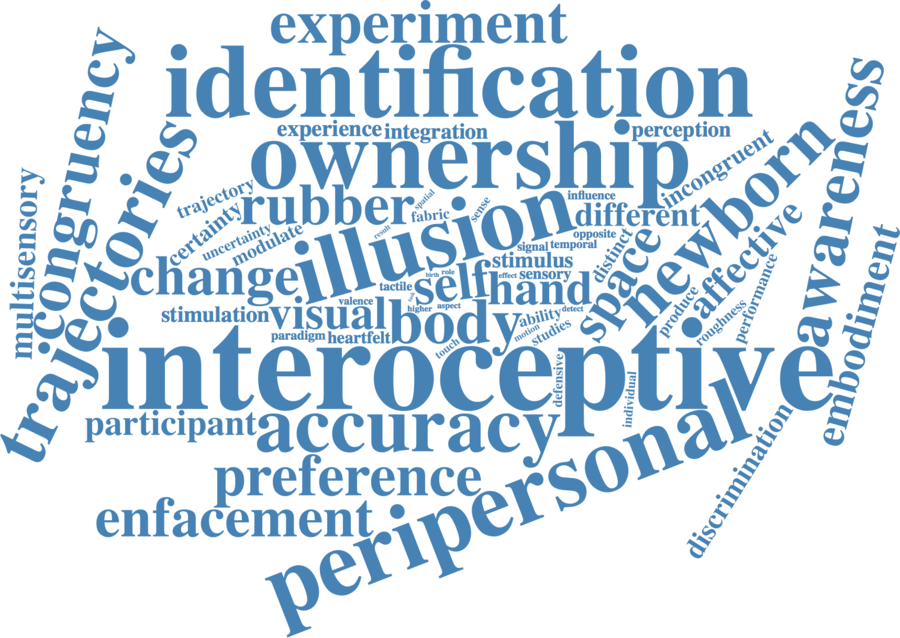 experiment
identification
experience
integration
perception
ownership
congruency
trajectories
multisensory
trajectory
certainty
uncertainty
modulate
rubber
fabric
spatial
sense
result
illusion
influence
different
opposite
signal
temporal
incongruent
newborn
awareness
distinct
space
affective
produce
roughness
performance
embodiment
change
stimulus
sensory
effect
birth
role
tactile
self
hand
valence
higher
aspect
stimulation
visual
body
ability
detect
motion
studies
paradigm
heartfelt
touch
interoceptive
defensive
individual
participant
accuracy
preference
enfacement
peripersonal
discrimination